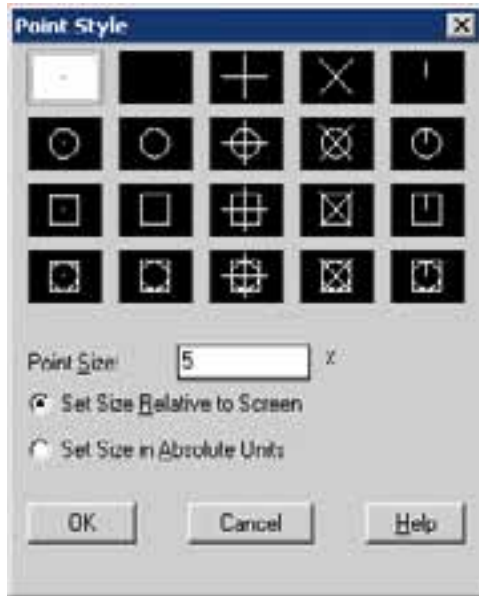 Point Style
Point Size: 5 %
Set Size Relative to Screen
Set Size in Absolute Units
OK Cancel Help